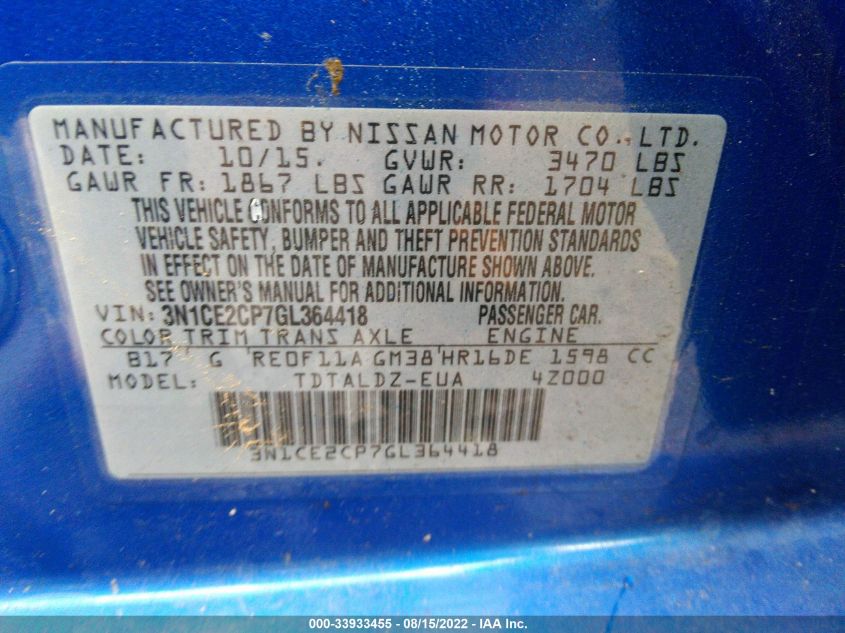 MANUFACTURED BY NISSAN MOTOR CO., LTD.
DATE: 10/15. GVWR: 3470 LBS
GAWR FR: 1867 LBS GAWR RR: 1704 LBS
THIS VEHICLE CONFORMS TO ALL APPLICABLE FEDERAL MOTOR
VEHICLE SAFETY, BUMPER AND THEFT PREVENTION STANDARDS
IN EFFECT ON THE DATE OF MANUFACTURE SHOWN ABOVE.
SEE OWNER'S MANUAL FOR ADDITIONAL INFORMATION.
VIN: 3N1CE2CP7GL364418 PASSENGER CAR.
COLOR TRIM TRANS AXLE ENGINE
B17 G RE0F11A GM38 HR16DE 1598 CC
MODEL: TDTALDZ-EUA 4Z000
3N1CE2CP7GL364418
000-33933455 - 08/15/2022 - IAA Inc.